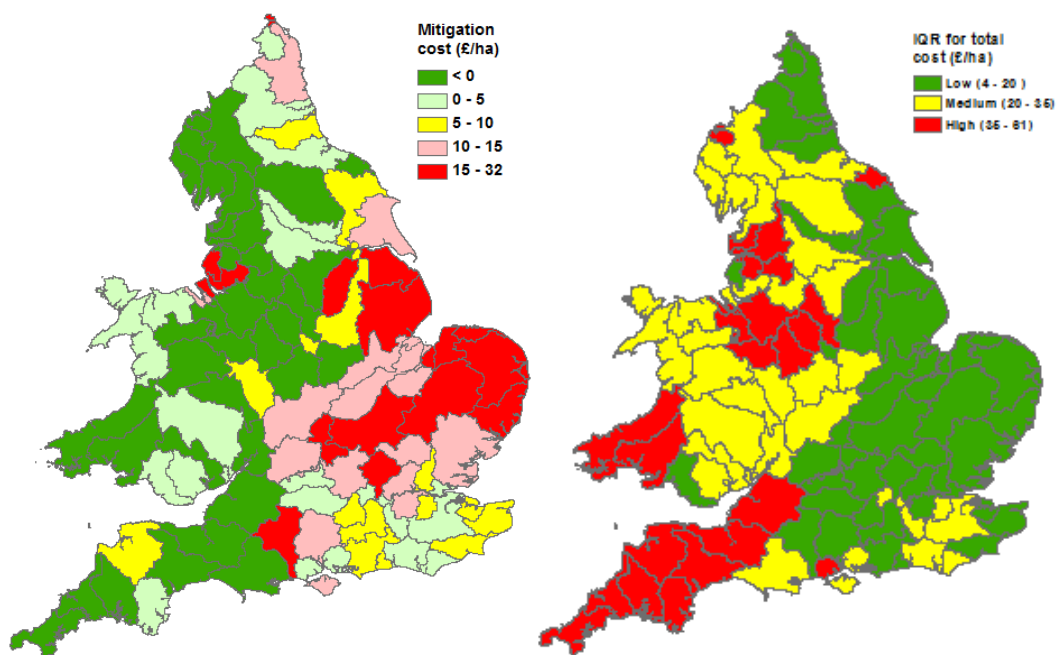 Mitigation
cost (£/ha)
< 0
0 - 5
5 - 10
10 - 15
15 - 32
IQR for total
cost (£/ha)
Low (4 - 20 )
Medium (20 - 35)
High (35 - 61)